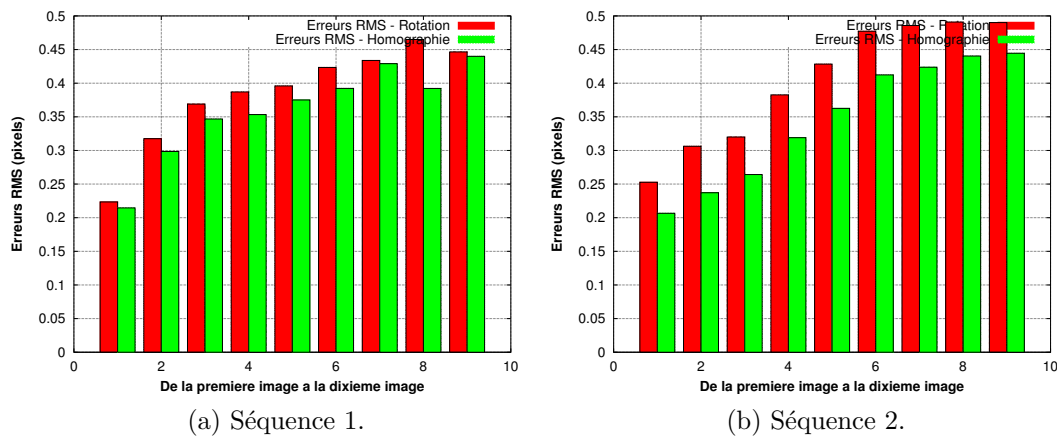 Erreurs RMS - Rotation
Erreurs RMS - Homographie
0.5
0.45
0.4
0.35
0.3
0.25
0.2
0.15
0.1
0.05
0
Erreurs RMS (pixels)
0 2 4 6 8 10
De la premiere image a la dixieme image
(a) Séquence 1.
Erreurs RMS - Rotation
Erreurs RMS - Homographie
0.5
0.45
0.4
0.35
0.3
0.25
0.2
0.15
0.1
0.05
0
Erreurs RMS (pixels)
0 2 4 6 8 10
De la premiere image a la dixieme image
(b) Séquence 2.